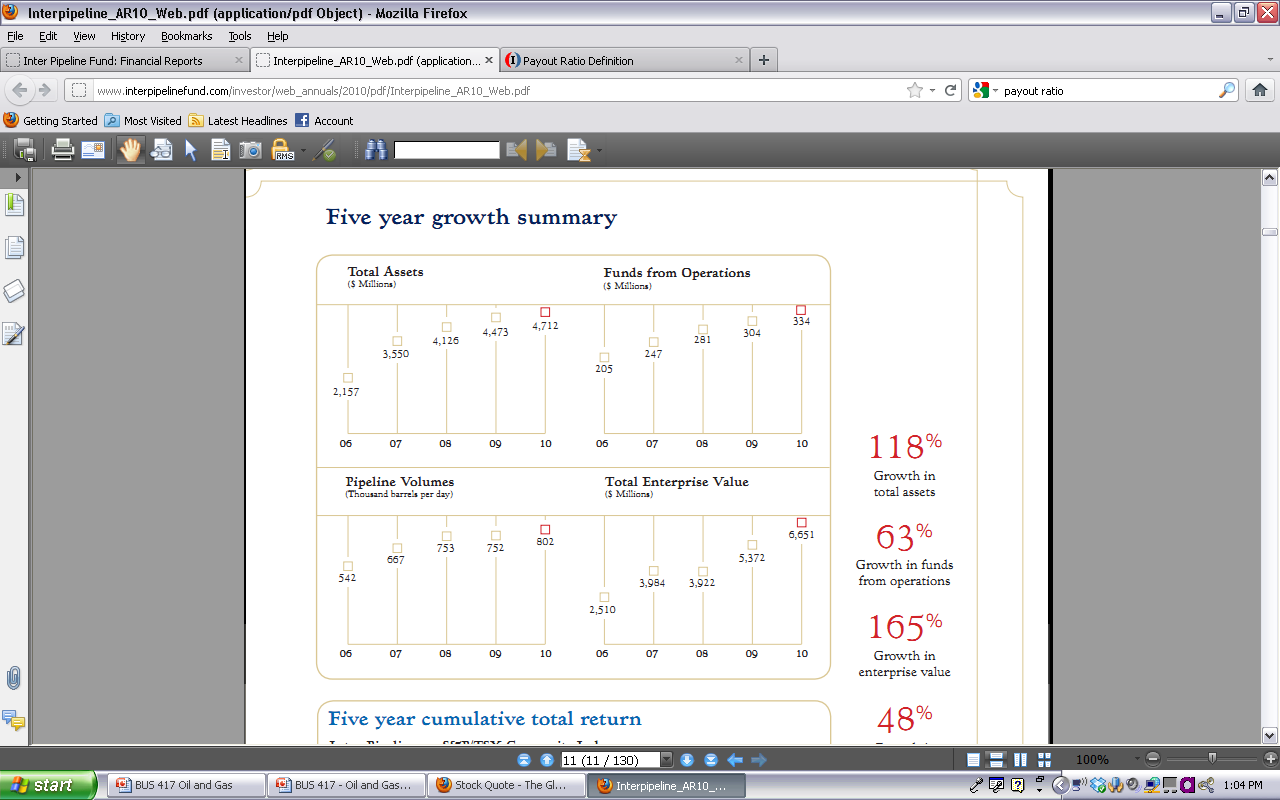 Interpipeline_AR10_Web.pdf (application/pdf Object) - Mozilla Firefox
File Edit View History Bookmarks Tools Help
Inter Pipeline Fund: Financial Reports
Interpipeline_AR10_Web.pdf (application...
Payout Ratio Definition
www.interpipelinefund.com/investor/web_annuals/2010/pdf/Interpipeline_AR10_Web.pdf
payout ratio
Getting Started Most Visited Latest Headlines Account
RMS
Five year growth summary
Total Assets
($ Millions)
2,157
3,550
4,126
4,473
4,712
06 07 08 09 10
Funds from Operations
($ Millions)
205
247
281
304
334
06 07 08 09 10
Pipeline Volumes
(Thousand barrels per day)
542
667
753
752
802
06 07 08 09 10
Total Enterprise Value
($ Millions)
2,510
3,984
3,922
5,372
6,651
06 07 08 09 10
118%
Growth in
total assets
63%
Growth in funds
from operations
165%
Growth in
enterprise value
48%
Five year cumulative total return
11 (11 / 130)
100%
start
BUS 417 Oil and Gas
BUS 417 - Oil and Gas...
Stock Quote - The Gl...
Interpipeline_AR10_...
1:04 PM